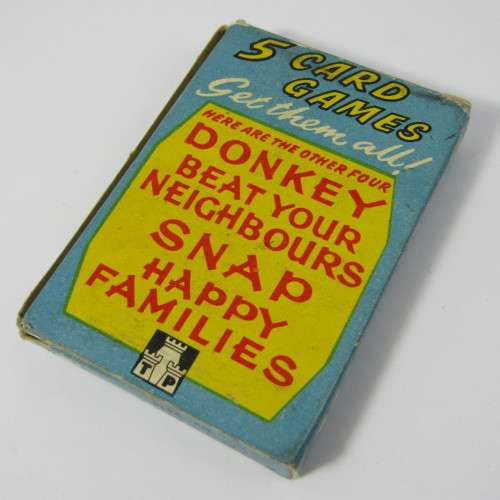 5 CARD
GAMES
Get them all!
HERE ARE THE OTHER FOUR
DONKEY
BEAT YOUR
NEIGHBOURS
SNAP
HAPPY
FAMILIES
T P